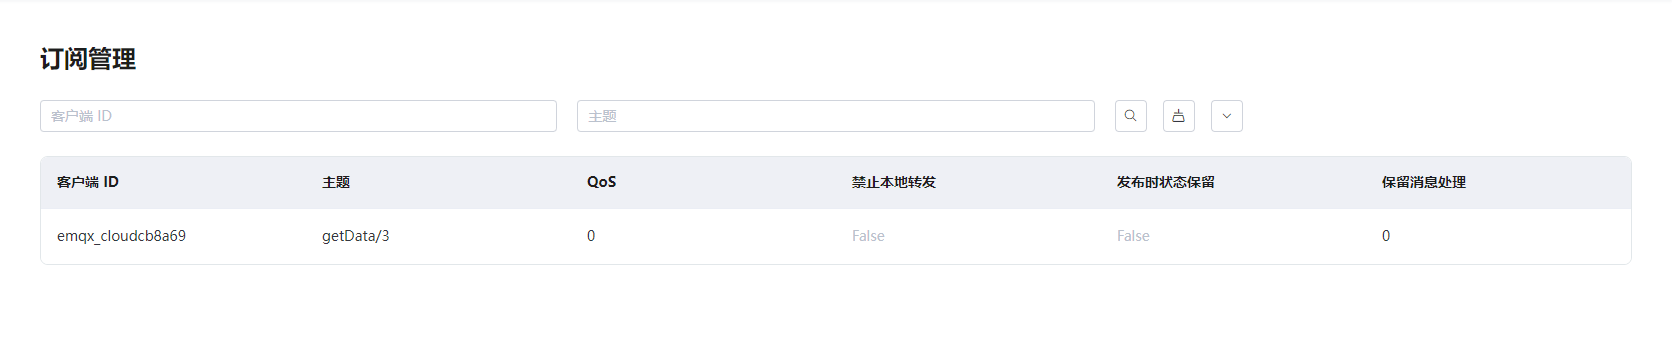 订阅管理
客户端 ID 主题
客户端 ID 主题 QoS 禁止本地转发 发布时状态保留 保留消息处理
emqx_cloudcb8a69 getData/3 0 False False 0